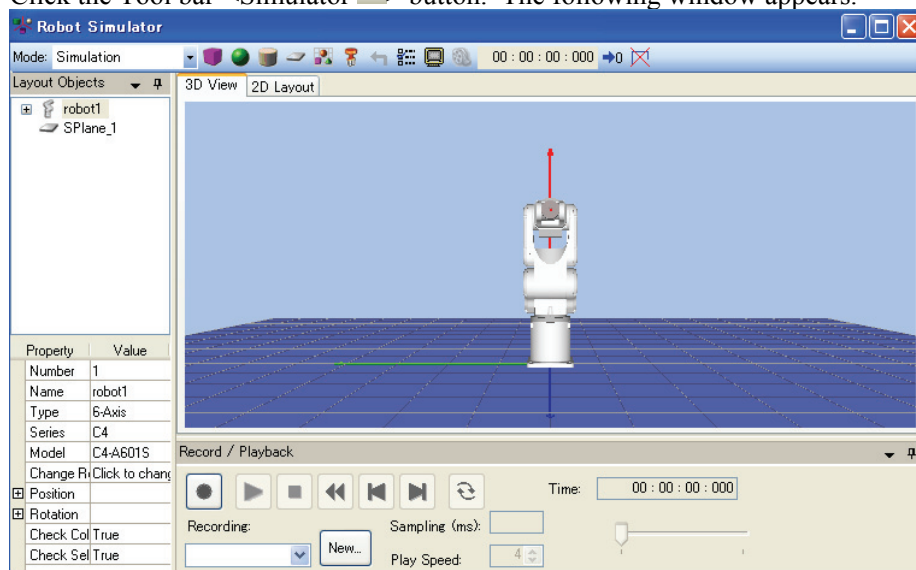 Click the Tool bar -Simulator button. The following window appears.
Robot Simulator
Mode: Simulation 00 : 00 : 00 : 000 0
Layout Objects
3D View 2D Layout
robot1
SPlane_1
Property Value
Number 1
Name robot1
Type 6-Axis
Series C4
Model C4-A601S
Change R Click to chang
Position
Rotation
Check Col True
Check Sel True
Record / Playback
Time: 00 : 00 : 00 : 000
Recording: Sampling (ms):
New...
Play Speed: 4